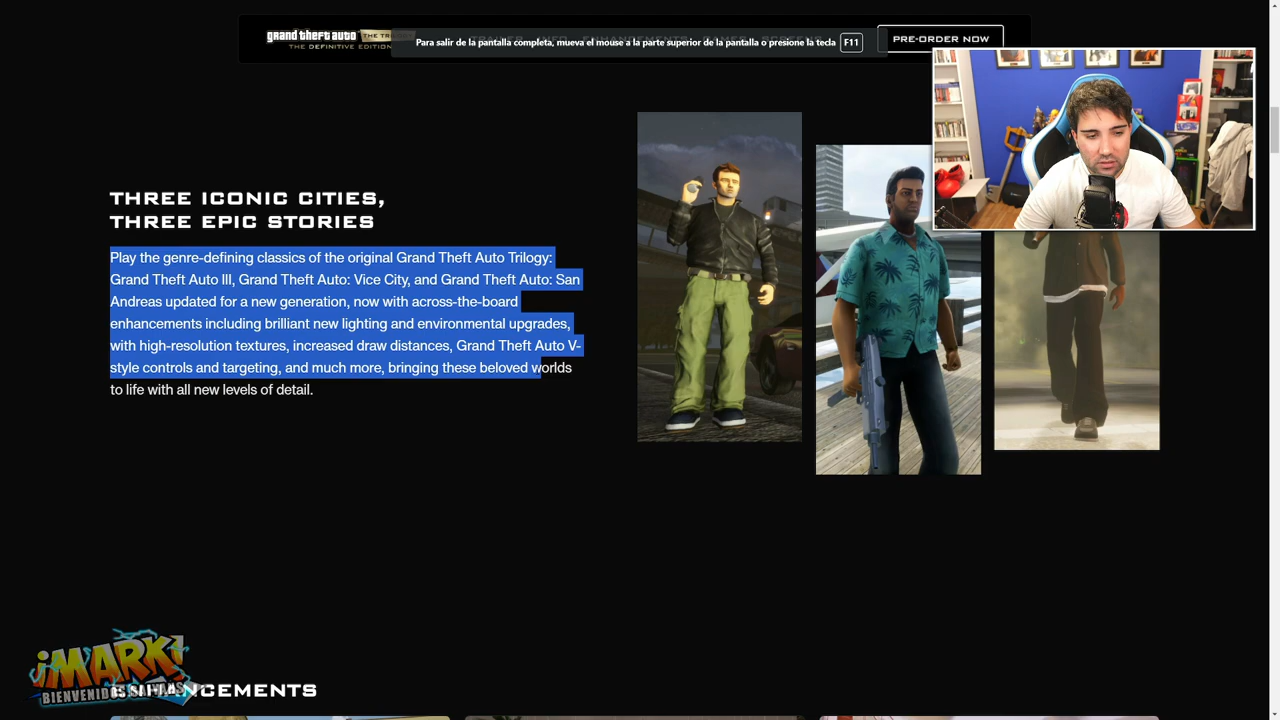 grand theft auto THE TRI
THE DEFINITIVE EDITION
Para salir de la pantalla completa, mueva el mouse a la parte superior de la pantalla o presione la tecla F11
PRE-ORDER NOW
THREE ICONIC CITIES,
THREE EPIC STORIES
Play the genre-defining classics of the original Grand Theft Auto Trilogy:
Grand Theft Auto III, Grand Theft Auto: Vice City, and Grand Theft Auto: San
Andreas updated for a new generation, now with across-the-board
enhancements including brilliant new lighting and environmental upgrades,
with high-resolution textures, increased draw distances, Grand Theft Auto V-
style controls and targeting, and much more, bringing these beloved worlds
to life with all new levels of detail.
¡MARK!
BIENVENIDOS
ENHANCEMENTS